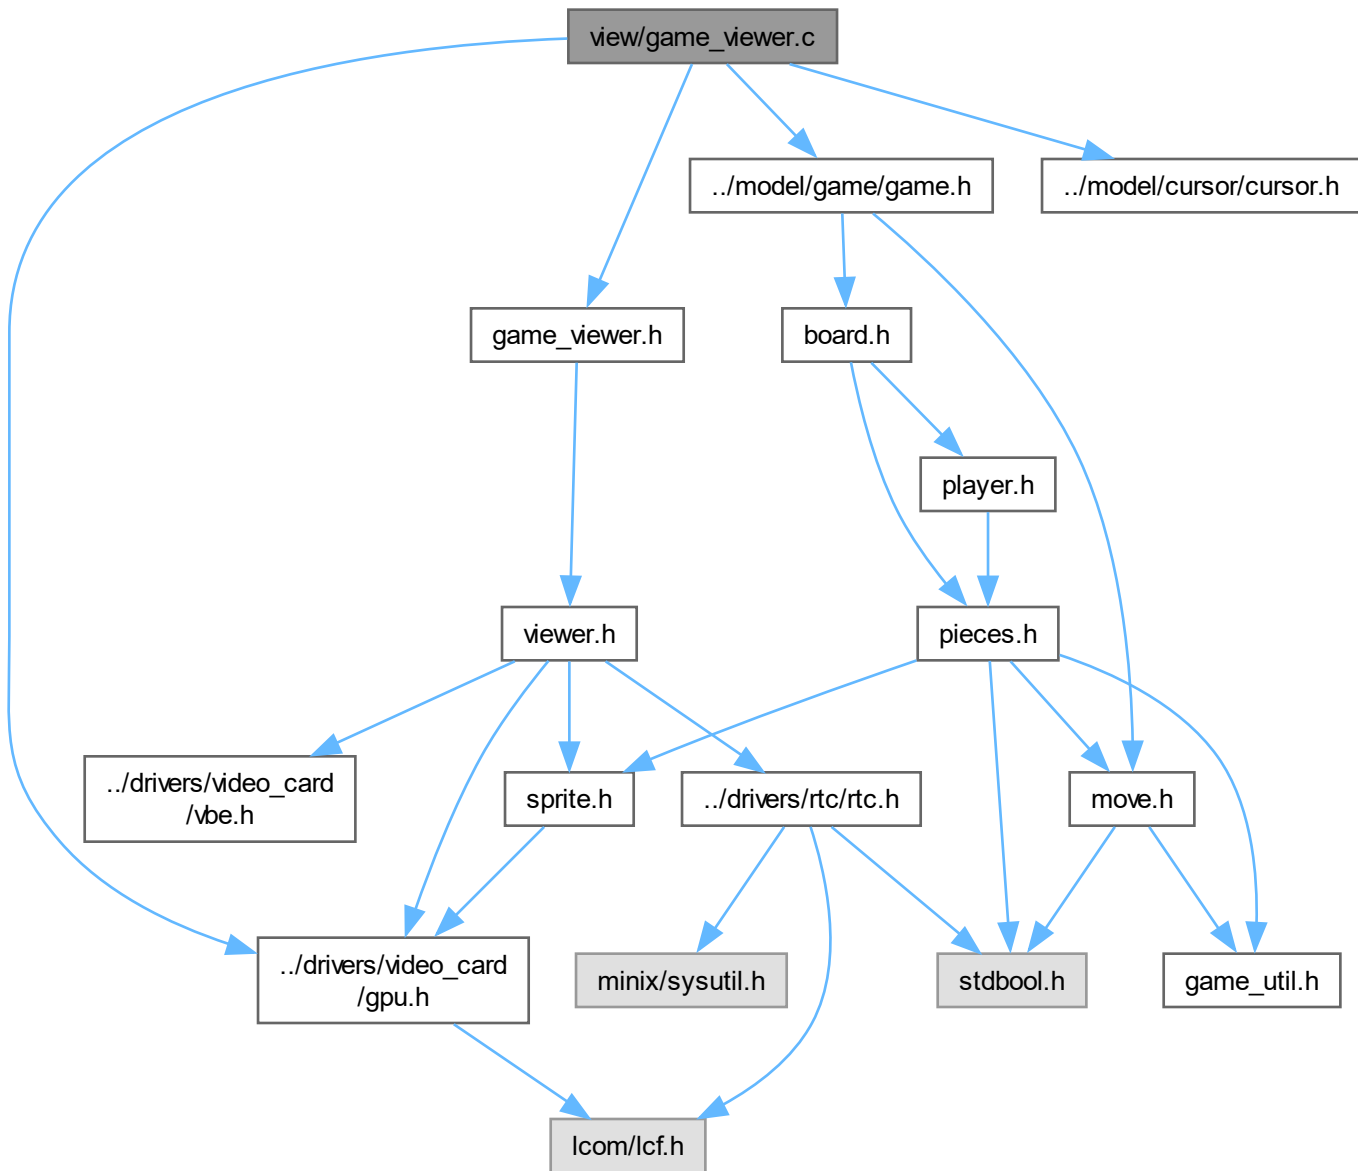 view/game_viewer.c
../model/game/game.h
../model/cursor/cursor.h
game_viewer.h
board.h
player.h
viewer.h
pieces.h
../drivers/video_card
/vbe.h
sprite.h
../drivers/rtc/rtc.h
move.h
../drivers/video_card
/gpu.h
minix/sysutil.h
stdbool.h
game_util.h
lcom/lcf.h